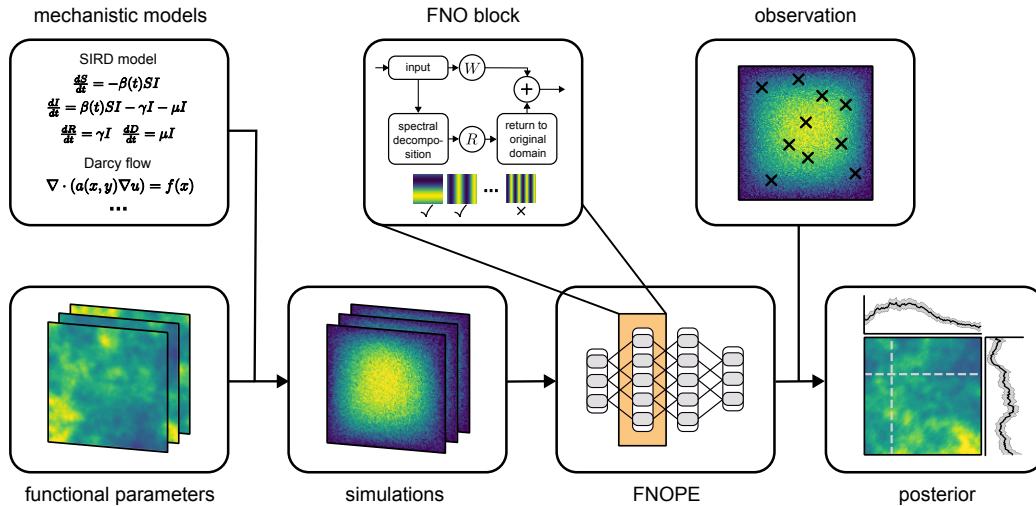 mechanistic models
SIRD model
dS/dt = −β(t)SI
dI/dt = β(t)SI − γI − μI
dR/dt = γI dD/dt = μI
Darcy flow
∇ · (a(x, y)∇u) = f(x)
...
FNO block
input
W
+
spectral
decompo-
sition
R
return to
original
domain
...
observation
functional parameters
simulations
FNOPE
posterior